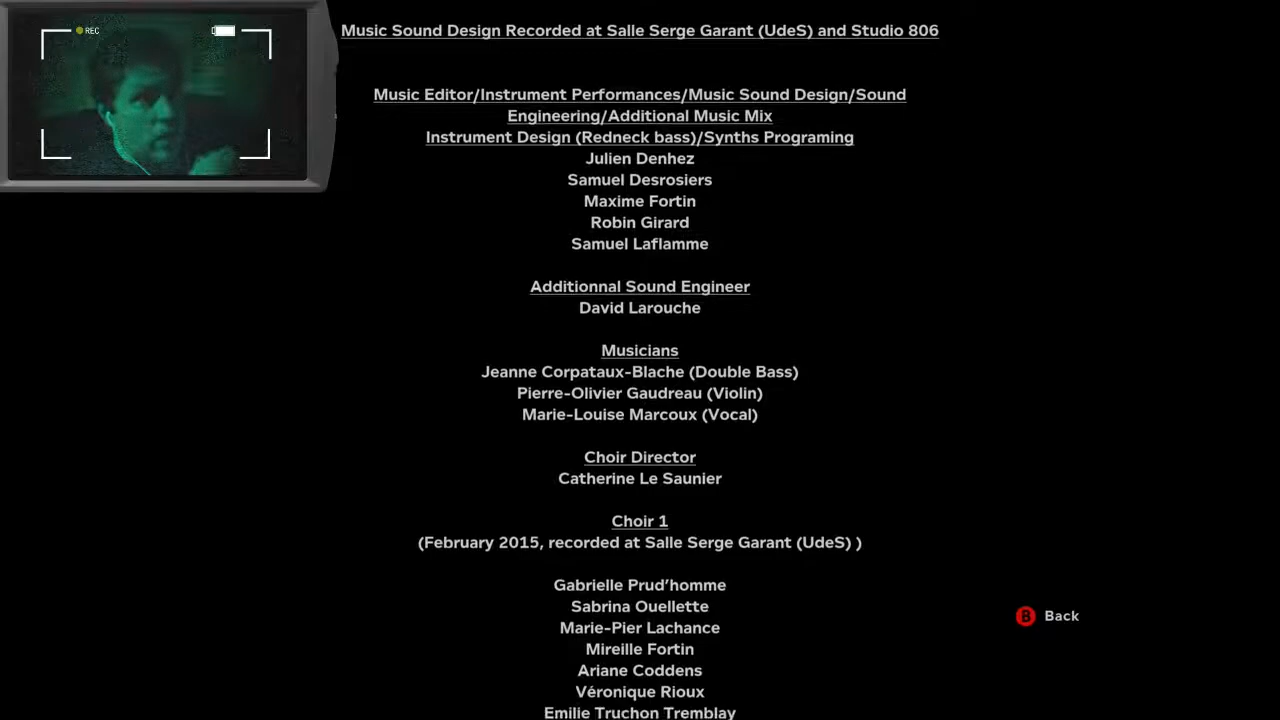 REC
Music Sound Design Recorded at Salle Serge Garant (UdeS) and Studio 806
Music Editor/Instrument Performances/Music Sound Design/Sound
Engineering/Additional Music Mix
Instrument Design (Redneck bass)/Synths Programing
Julien Denhez
Samuel Desrosiers
Maxime Fortin
Robin Girard
Samuel Laflamme
Additionnal Sound Engineer
David Larouche
Musicians
Jeanne Corpataux-Blache (Double Bass)
Pierre-Olivier Gaudreau (Violin)
Marie-Louise Marcoux (Vocal)
Choir Director
Catherine Le Saunier
Choir 1
(February 2015, recorded at Salle Serge Garant (UdeS) )
Gabrielle Prud'homme
Sabrina Ouellette
Marie-Pier Lachance
Mireille Fortin
Ariane Coddens
Véronique Rioux
Emilie Truchon Tremblay
B Back